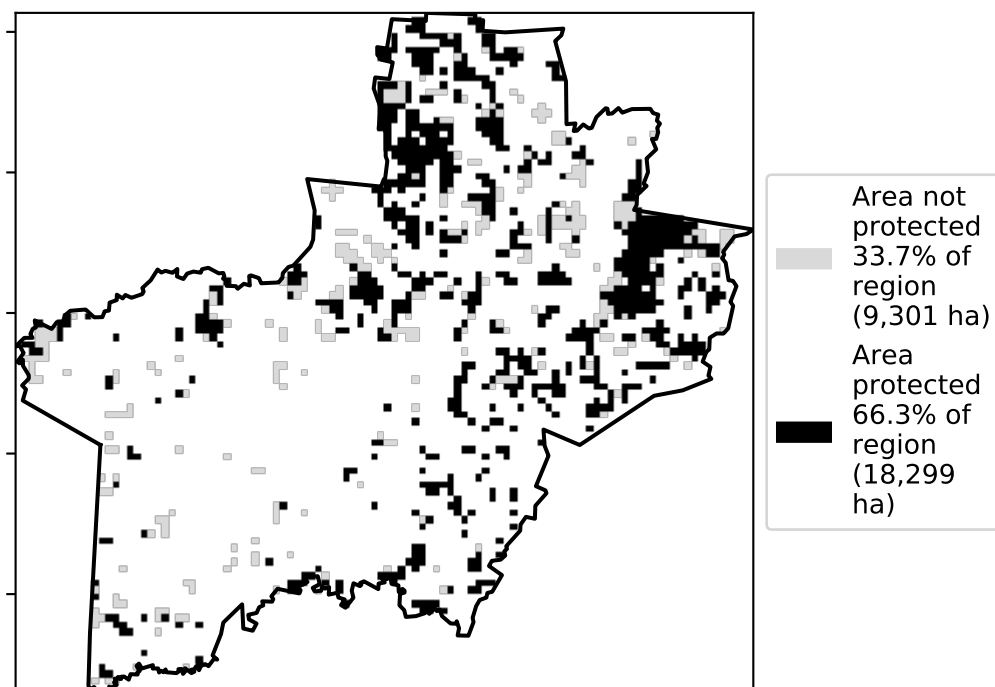 Area not
protected
33.7% of
region
(9,301 ha)
Area
protected
66.3% of
region
(18,299
ha)